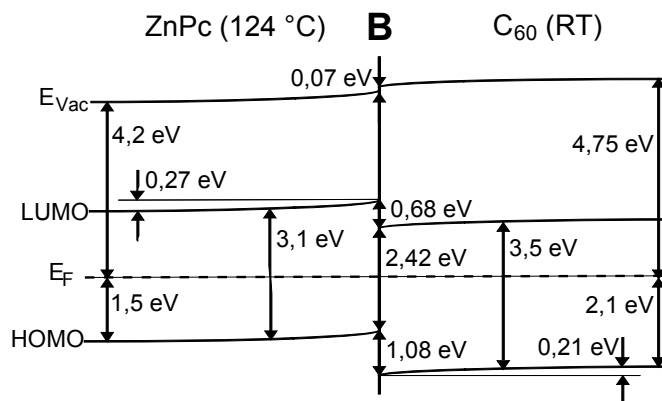 ZnPc (124 °C) B C60 (RT)
0,07 eV
EVac
4,2 eV
4,75 eV
0,27 eV
LUMO
0,68 eV
3,1 eV
2,42 eV
3,5 eV
EF
1,5 eV
2,1 eV
HOMO
1,08 eV
0,21eV